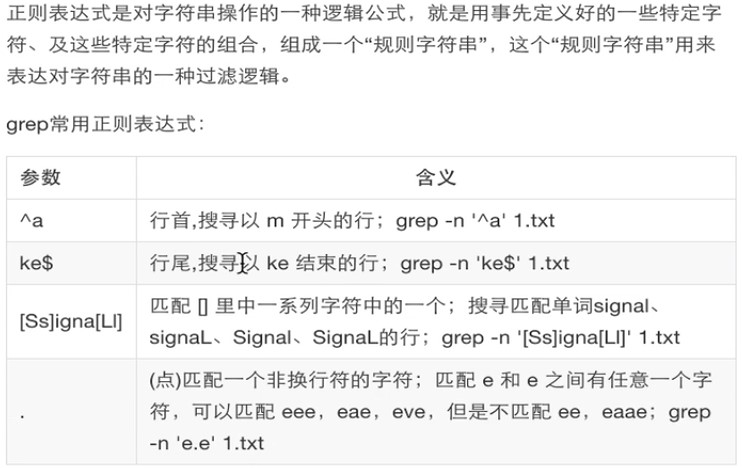 正则表达式是对字符串操作的一种逻辑公式，就是用事先定义好的一些特定字
符、及这些特定字符的组合，组成一个“规则字符串”，这个“规则字符串”用来
表达对字符串的一种过滤逻辑。
grep常用正则表达式：
参数 含义
^a 行首,搜寻以 m 开头的行；grep -n '^a' 1.txt
ke$ 行尾,搜寻以 ke 结束的行；grep -n 'ke$' 1.txt
[Ss]igna[Ll] 匹配 [] 里中一系列字符中的一个；搜寻匹配单词signal、
signaL、Signal、SignaL的行；grep -n '[Ss]igna[Ll]' 1.txt
. (点)匹配一个非换行符的字符；匹配 e 和 e 之间有任意一个字
符，可以匹配 eee，eae，eve，但是不匹配 ee，eaae；grep
-n 'e.e' 1.txt